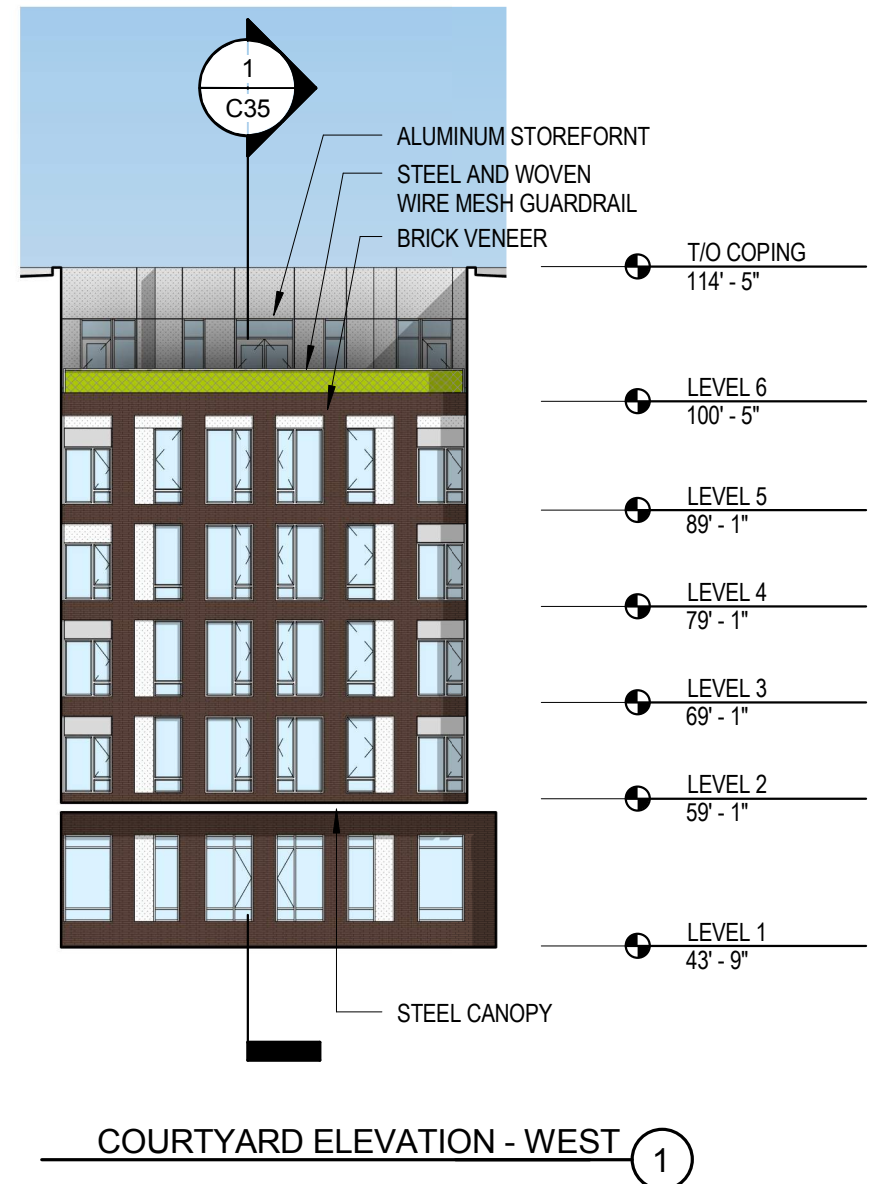 1
C35
ALUMINUM STOREFORNT
STEEL AND WOVEN
WIRE MESH GUARDRAIL
BRICK VENEER
T/O COPING
114' - 5"
LEVEL 6
100' - 5"
LEVEL 5
89' - 1"
LEVEL 4
79' - 1"
LEVEL 3
69' - 1"
LEVEL 2
59' - 1"
LEVEL 1
43' - 9"
STEEL CANOPY
COURTYARD ELEVATION - WEST
1